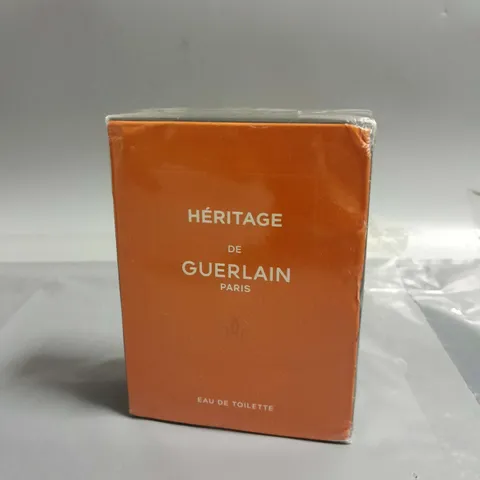 HÉRITAGE
DE
GUERLAIN
PARIS
EAU DE TOILETTE